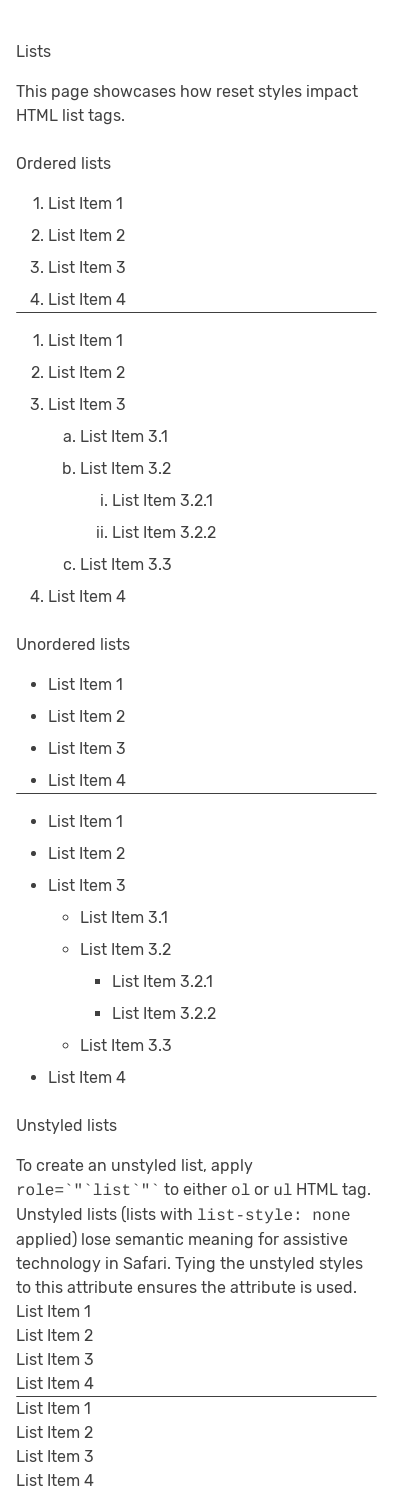 Lists
This page showcases how reset styles impact
HTML list tags.
Ordered lists
1. List Item 1
2. List Item 2
3. List Item 3
4. List Item 4
1. List Item 1
2. List Item 2
3. List Item 3
a. List Item 3.1
b. List Item 3.2
i. List Item 3.2.1
ii. List Item 3.2.2
c. List Item 3.3
4. List Item 4
Unordered lists
• List Item 1
• List Item 2
• List Item 3
• List Item 4
• List Item 1
• List Item 2
• List Item 3
◦ List Item 3.1
◦ List Item 3.2
▪ List Item 3.2.1
▪ List Item 3.2.2
◦ List Item 3.3
• List Item 4
Unstyled lists
To create an unstyled list, apply
role=`"`list`"` to either ol or ul HTML tag.
Unstyled lists (lists with list-style: none
applied) lose semantic meaning for assistive
technology in Safari. Tying the unstyled styles
to this attribute ensures the attribute is used.
List Item 1
List Item 2
List Item 3
List Item 4
List Item 1
List Item 2
List Item 3
List Item 4